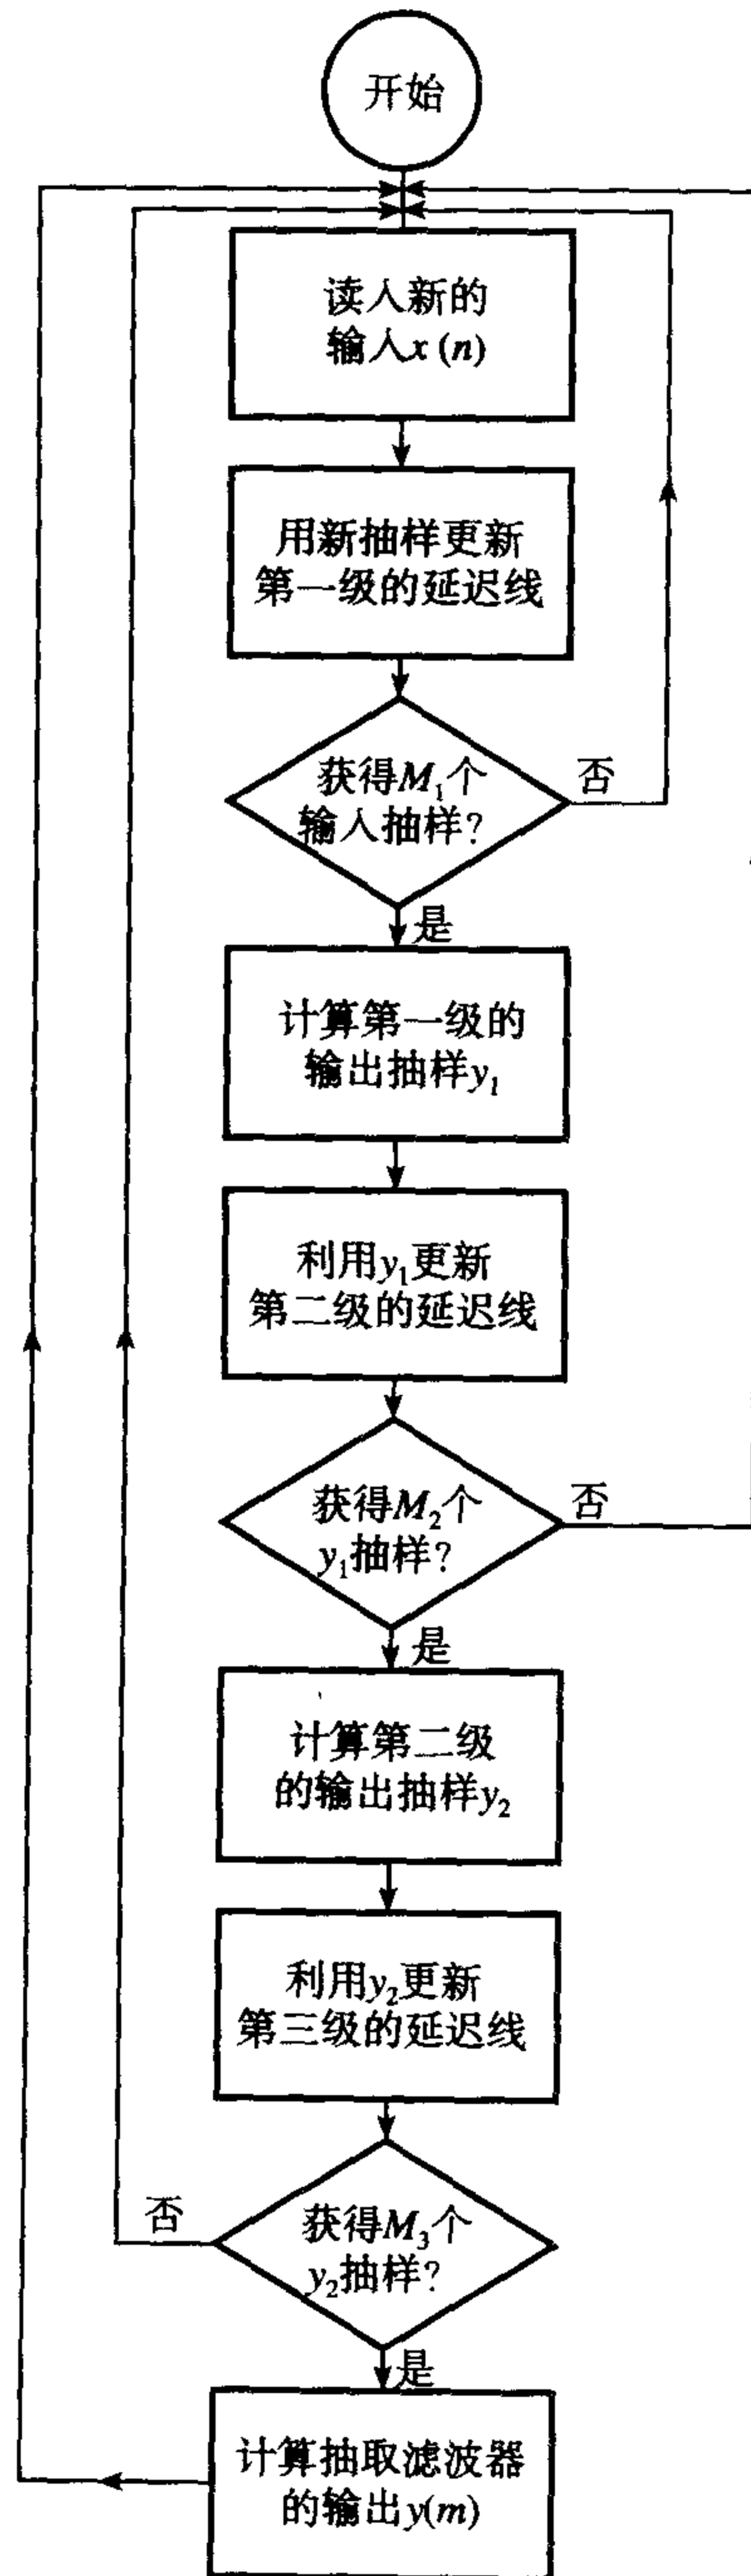 开始
读入新的
输入x (n)
用新抽样更新
第一级的延迟线
获得M₁个
输入抽样?
否
是
计算第一级的
输出抽样y₁
利用y₁更新
第二级的延迟线
获得M₂个
y₁抽样?
否
是
计算第二级
的输出抽样y₂
利用y₂更新
第三级的延迟线
否
获得M₃个
y₂抽样?
是
计算抽取滤波器
的输出y(m)